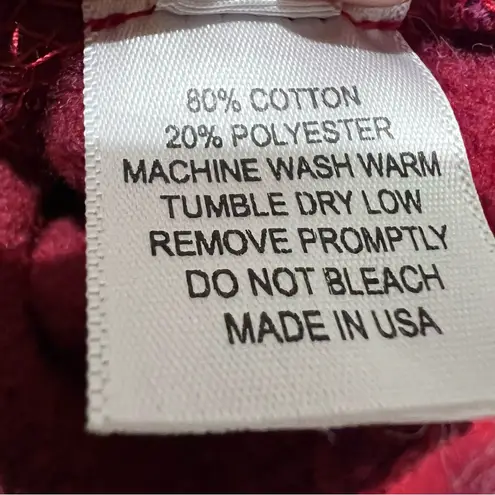 80% COTTON
20% POLYESTER
MACHINE WASH WARM
TUMBLE DRY LOW
REMOVE PROMPTLY
DO NOT BLEACH
MADE IN USA